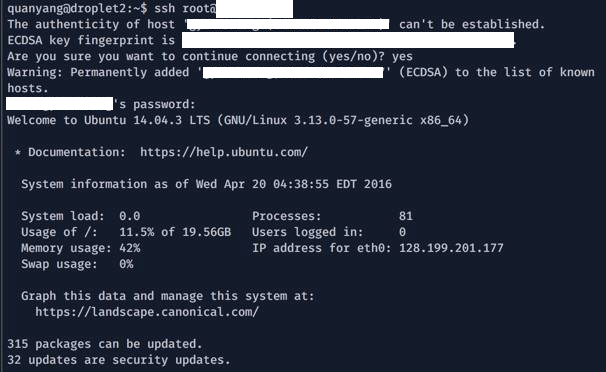 quanyang@droplet2:~$ ssh root@
The authenticity of host ' can't be established.
ECDSA key fingerprint is .
Are you sure you want to continue connecting (yes/no)? yes
Warning: Permanently added '' (ECDSA) to the list of known
hosts.
's password:
Welcome to Ubuntu 14.04.3 LTS (GNU/Linux 3.13.0-57-generic x86_64)
* Documentation:  https://help.ubuntu.com/
System information as of Wed Apr 20 04:38:55 EDT 2016
System load:  0.0                Processes:           81
Usage of /:   11.5% of 19.56GB   Users logged in:     0
Memory usage: 42%                IP address for eth0: 128.199.201.177
Swap usage:   0%
Graph this data and manage this system at:
https://landscape.canonical.com/
315 packages can be updated.
32 updates are security updates.